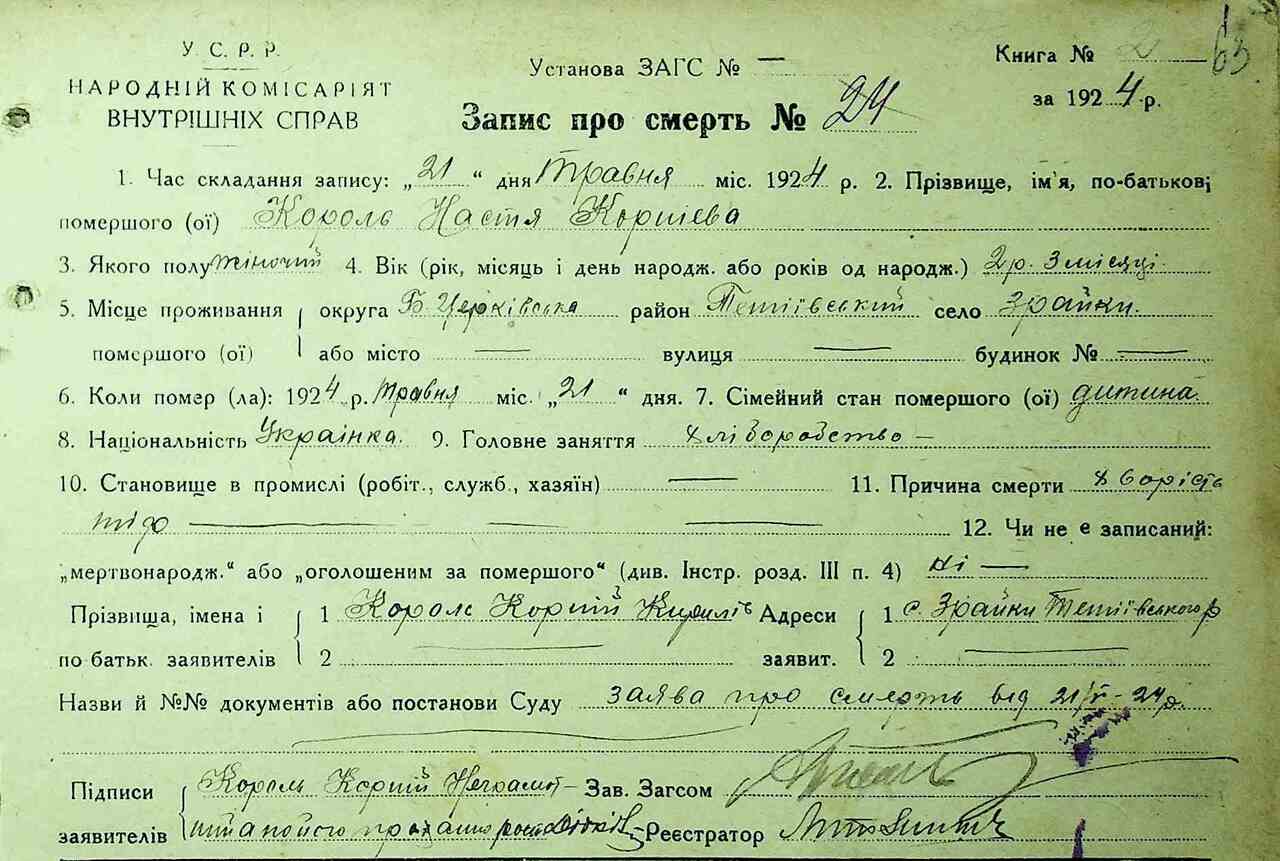 У. С. Р. Р.
НАРОДНІЙ КОМІСАРІЯТ
ВНУТРІШНІХ СПРАВ
Установа ЗАГС № —
Книга № 2
63
за 1924 р.
Запис про смерть № 24
1. Час складання запису: „21“ дня Травня міс. 1924 р. 2. Прізвище, ім'я, по-батькові
помершого (ої) Король Настя Корнієва
3. Якого полу жіночий 4. Вік (рік, місяць і день народж. або років од народж.) 2 р. 3 місяці
5. Місце проживання округа Б. Церківська район Тетіївський село Зрайки.
помершого (ої) або місто — вулиця — будинок № —
6. Коли помер (ла): 1924 р. травня міс. „21“ дня. 7. Сімейний стан помершого (ої) дитина
8. Національність Українка. 9. Головне заняття хліборобство —
10. Становище в промислі (робіт., служб., хазяїн) — 11. Причина смерти хворість
тіф — — — 12. Чи не є записаний:
„мертвонародж.“ або „оголошеним за помершого“ (див. Інстр. розд. III п. 4) Ні —
Прізвища, імена і 1 Король Корній Кирилів Адреси 1 с. Зрайки Тетіївського р
по батьк. заявителів 2 — заявит. 2 —
Назви й №№ документів або постанови Суду заява про смерть від 21/V - 24 р.
Підписи Король Корній Неграмот— Зав. Загсом
заявителів Реєстратор